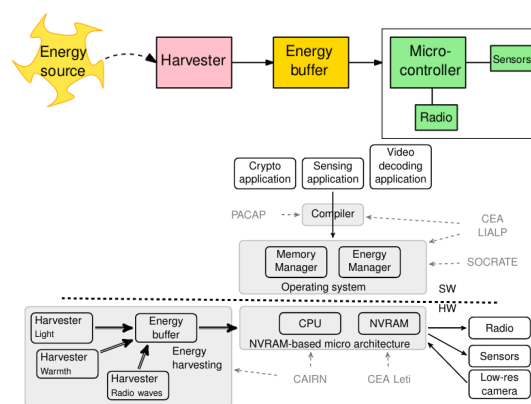 Energy
source
Harvester
Energy
buffer
Micro-
controller
Sensors
Radio
Crypto
application
Sensing
application
Video
decoding
application
PACAP
Compiler
CEA
LIALP
Memory
Manager
Energy
Manager
SOCRATE
Operating system
SW
HW
Harvester
Light
Energy
buffer
CPU
NVRAM
Radio
NVRAM-based micro architecture
Harvester
Warmth
Energy
harvesting
Sensors
Harvester
Radio waves
CAIRN
CEA Leti
Low-res
camera